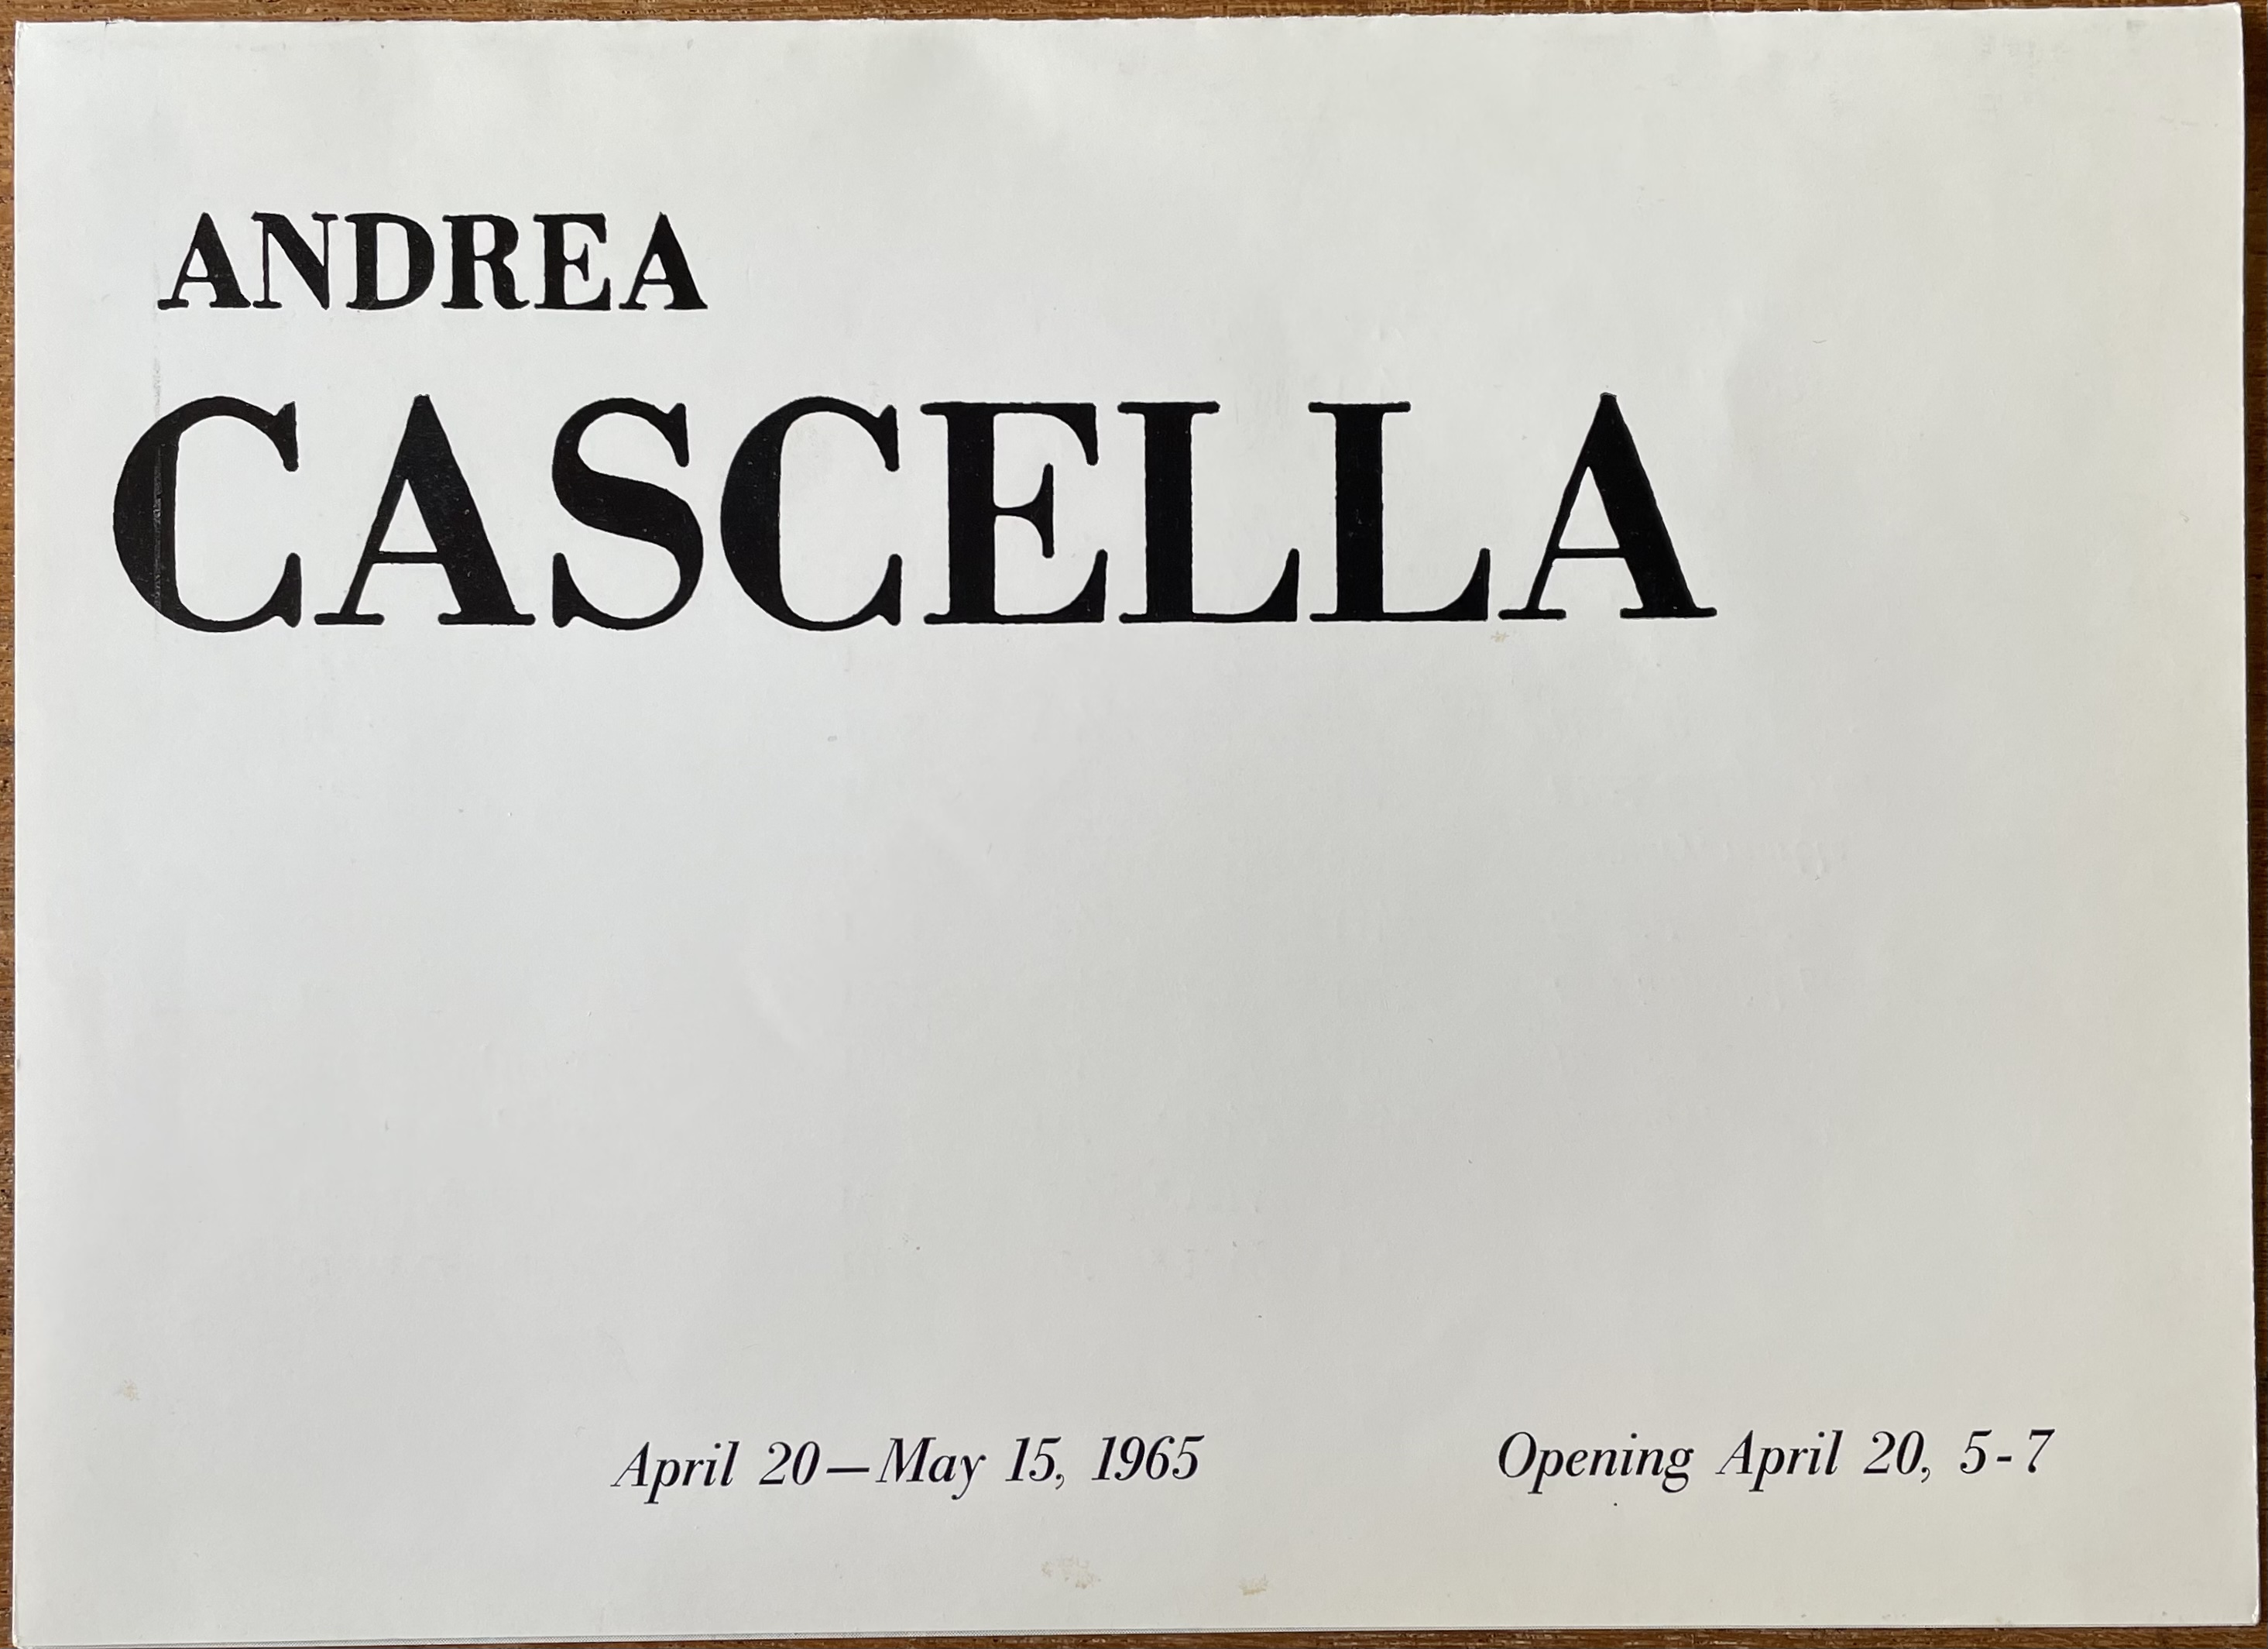 ANDREA
CASCELLA
April 20—May 15, 1965 Opening April 20, 5-7